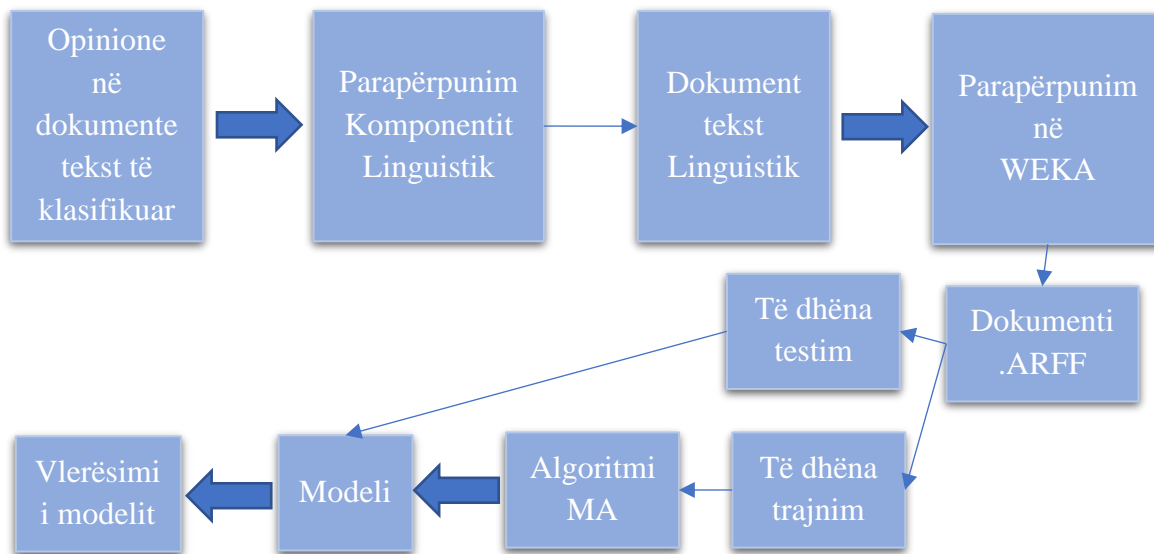 Opinione
në
dokumente
tekst të
klasifikuar
Parapërpunim
Komponentit
Linguistik
Dokument
tekst
Linguistik
Parapërpunim
në
WEKA
Të dhëna
testim
Dokumenti
.ARFF
Vlerësimi
i modelit
Modeli
Algoritmi
MA
Të dhëna
trajnim